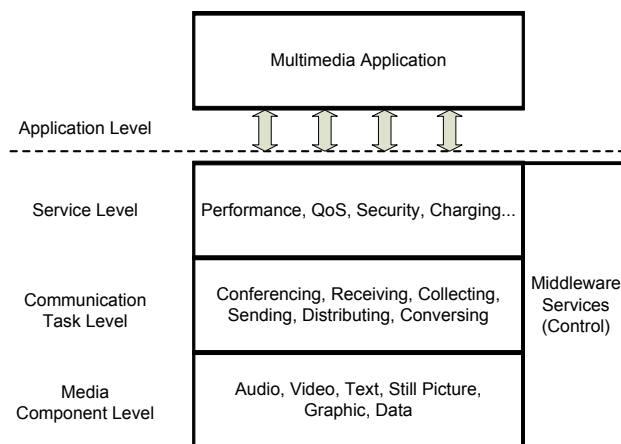 Multimedia Application
Application Level
Service Level
Performance, QoS, Security, Charging...
Communication
Task Level
Conferencing, Receiving, Collecting,
Sending, Distributing, Conversing
Middleware
Services
(Control)
Media
Component Level
Audio, Video, Text, Still Picture,
Graphic, Data